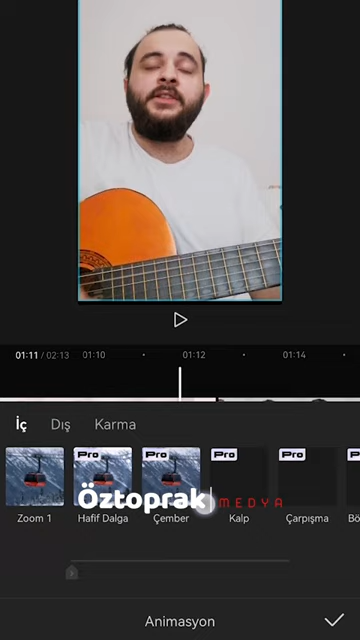 01:11 / 02:13 01:10 01:12 01:14
İç Dış Karma
Pro Pro Pro Pro P
Öztoprak MEDYA
Zoom 1 Hafif Dalga Çember Kalp Çarpışma Bö
Animasyon